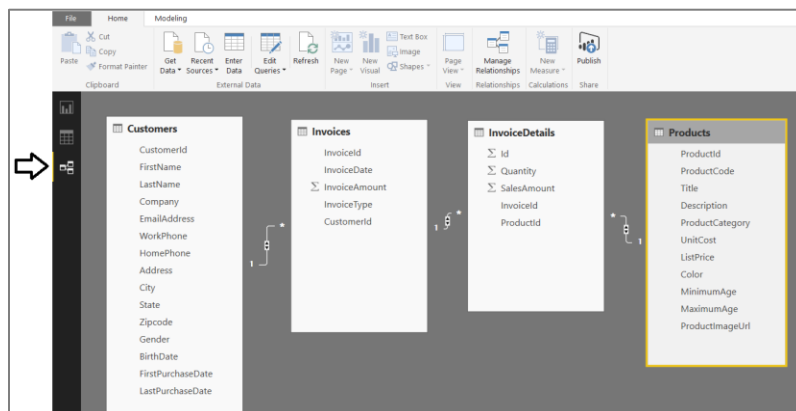 File Home Modeling
Paste
Cut
Copy
Format Painter
Get Data
Recent Sources
Enter Data
Edit Queries
Refresh
New Page
New Visual
Text Box
Image
Shapes
Page View
Manage Relationships
New Measure
Publish
Clipboard External Data Insert View Relationships Calculations Share
Customers
CustomerId
FirstName
LastName
Company
EmailAddress
WorkPhone
HomePhone
Address
City
State
Zipcode
Gender
BirthDate
FirstPurchaseDate
LastPurchaseDate
1
*
Invoices
InvoiceId
InvoiceDate
Σ InvoiceAmount
InvoiceType
CustomerId
1
*
InvoiceDetails
Σ Id
Σ Quantity
Σ SalesAmount
InvoiceId
ProductId
*
1
Products
ProductId
ProductCode
Title
Description
ProductCategory
UnitCost
ListPrice
Color
MinimumAge
MaximumAge
ProductImageUrl